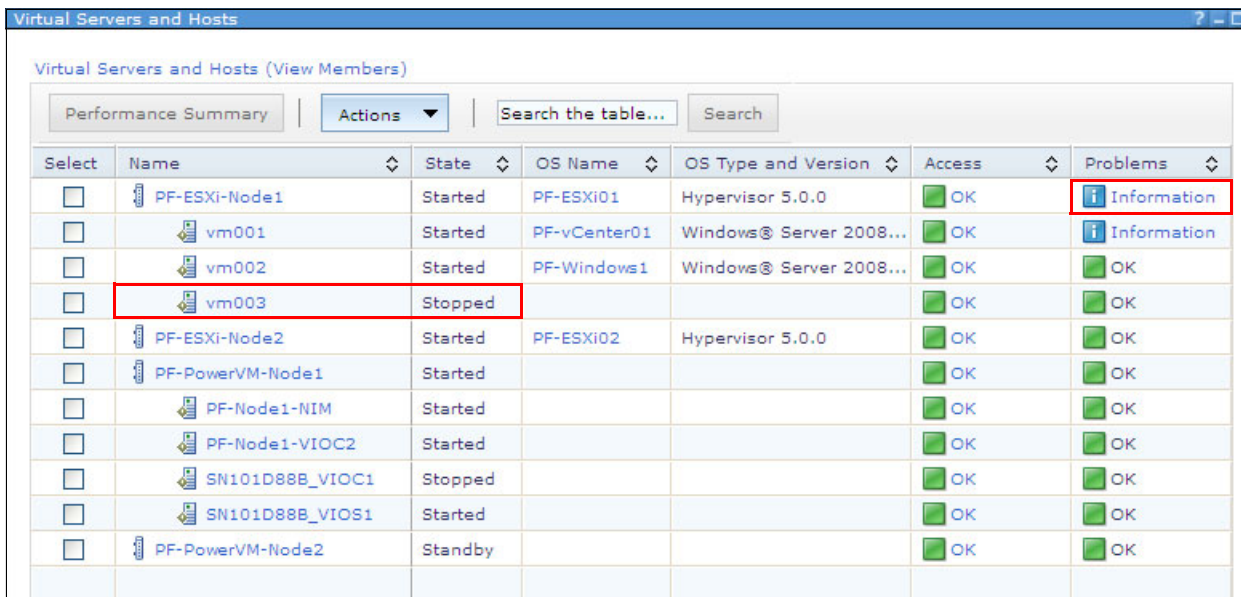 Virtual Servers and Hosts ? –
Virtual Servers and Hosts (View Members)
Performance Summary Actions Search the table... Search
Select Name State OS Name OS Type and Version Access Problems
PF-ESXi-Node1 Started PF-ESXi01 Hypervisor 5.0.0 OK i Information
vm001 Started PF-vCenter01 Windows® Server 2008... OK i Information
vm002 Started PF-Windows1 Windows® Server 2008... OK OK
vm003 Stopped OK OK
PF-ESXi-Node2 Started PF-ESXi02 Hypervisor 5.0.0 OK OK
PF-PowerVM-Node1 Started OK OK
PF-Node1-NIM Started OK OK
PF-Node1-VIOC2 Started OK OK
SN101D88B_VIOC1 Stopped OK OK
SN101D88B_VIOS1 Started OK OK
PF-PowerVM-Node2 Standby OK OK